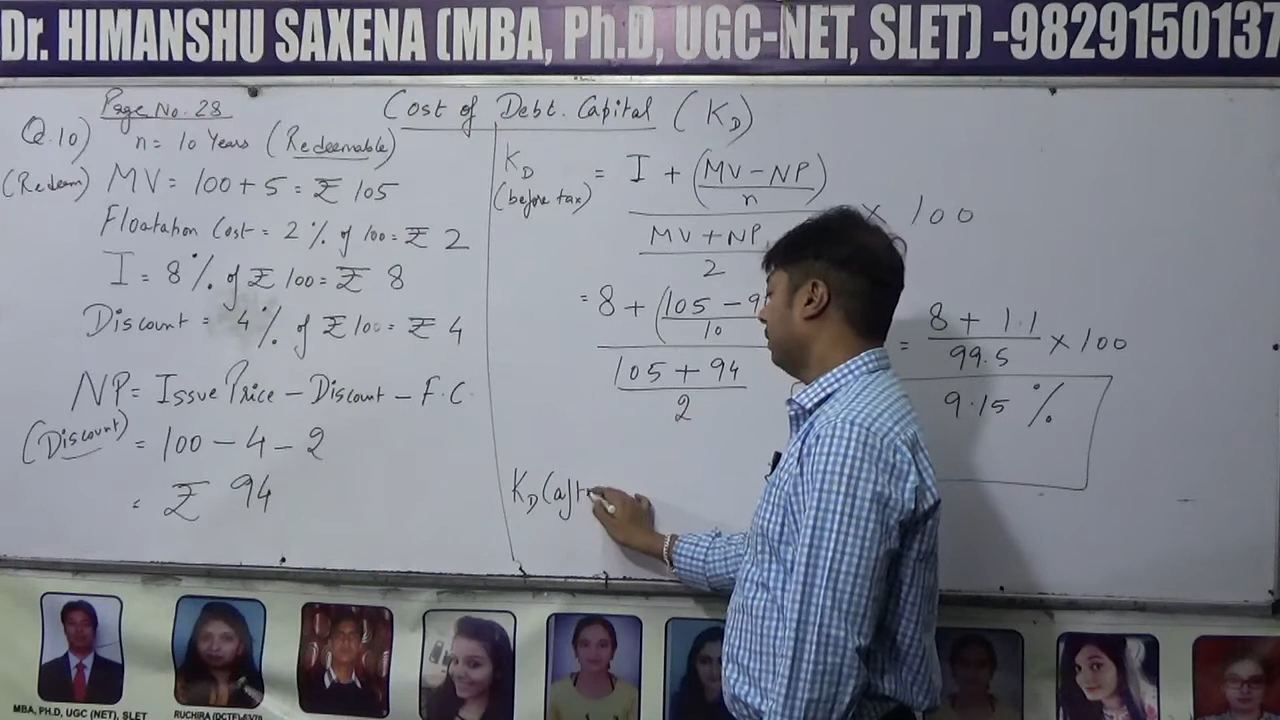 Dr. HIMANSHU SAXENA (MBA, Ph.D, UGC-NET, SLET) -9829150137
Page No. 28
Cost of Debt. Capital (KD)
Q.10) n = 10 Years (Redeemable)
(Redeem) MV = 100 + 5 = ₹ 105
Floatation Cost = 2 % of 100 = ₹ 2
I = 8 % of ₹ 100 = ₹ 8
Discount = 4 % of ₹ 100 = ₹ 4
NP = Issue Price - Discount - F.C.
(Discount) = 100 - 4 - 2
= ₹ 94
KD (before tax) = I + (MV - NP
n)
MV + NP
2
× 100
= 8 + (105 - 9
10
105 + 94
2
= 8 + 1.1
99.5
× 100
9.15 %
KD (aft
MBA, PH.D, UGC (NET), SLET